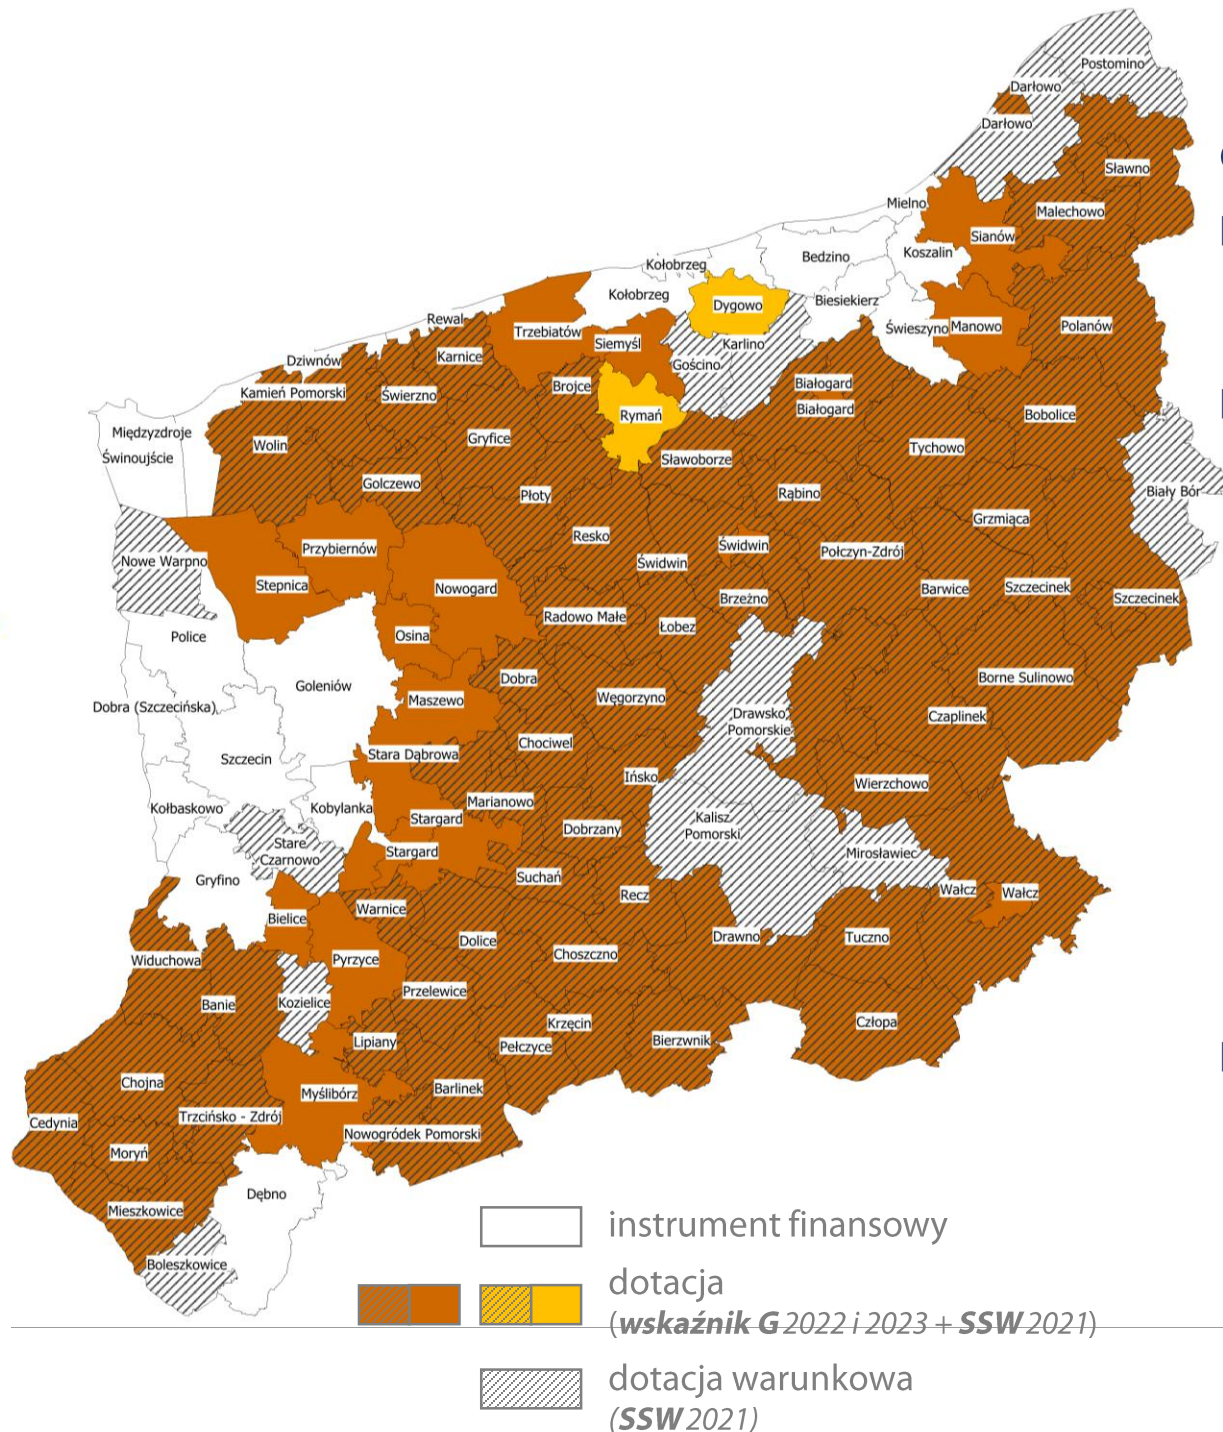 Postomino
Darłowo
Darłowo
Sławno
Mielno
Malechowo
Sianów
Koszalin
Bedzino
Kołobrzeg
Kołobrzeg
Biesiekierz
Dygowo
Świeszyno
Manowo
Polanów
Rewal
Trzebiatów
Siemyśl
Karlino
Gościno
Karnice
Dziwnów
Brojce
Białogard
Kamień Pomorski
Świerzno
Białogard
Rymań
Bobolice
Międzyzdroje
Gryfice
Wolin
Tychowo
Świnoujście
Sławoborze
Golczewo
Płoty
Rąbino
Biały Bór
Grzmiąca
Resko
Świdwin
Przybiernów
Połczyn-Zdrój
Nowe Warpno
Świdwin
Stepnica
Nowogard
Barwice
Szczecinek
Szczecinek
Brzeżno
Radowo Małe
Łobez
Osina
Police
Dobra
Borne Sulinowo
Goleniów
Maszewo
Węgorzyno
Dobra (Szczecińska)
Drawsko
Pomorskie
Czaplinek
Chociwel
Stara Dąbrowa
Szczecin
Ińsko
Wierzchowo
Marianowo
Kołbaskowo
Kobylanka
Stargard
Kalisz
Pomorski
Dobrzany
Stare
Czarnowo
Stargard
Mirosławiec
Gryfino
Suchań
Recz
Wałcz
Wałcz
Warnice
Bielice
Drawno
Tuczno
Dolice
Widuchowa
Pyrzyce
Choszczno
Przelewice
Banie
Kozielice
Krzęcin
Człopa
Lipiany
Pełczyce
Bierzwnik
Chojna
Myślibórz
Barlinek
Cedynia
Trzcińsko - Zdrój
Nowogródek Pomorski
Moryń
Dębno
Mieszkowice
Boleszkowice
instrument finansowy
dotacja
(wskaźnik G 2022 i 2023 + SSW 2021)
dotacja warunkowa
(SSW 2021)